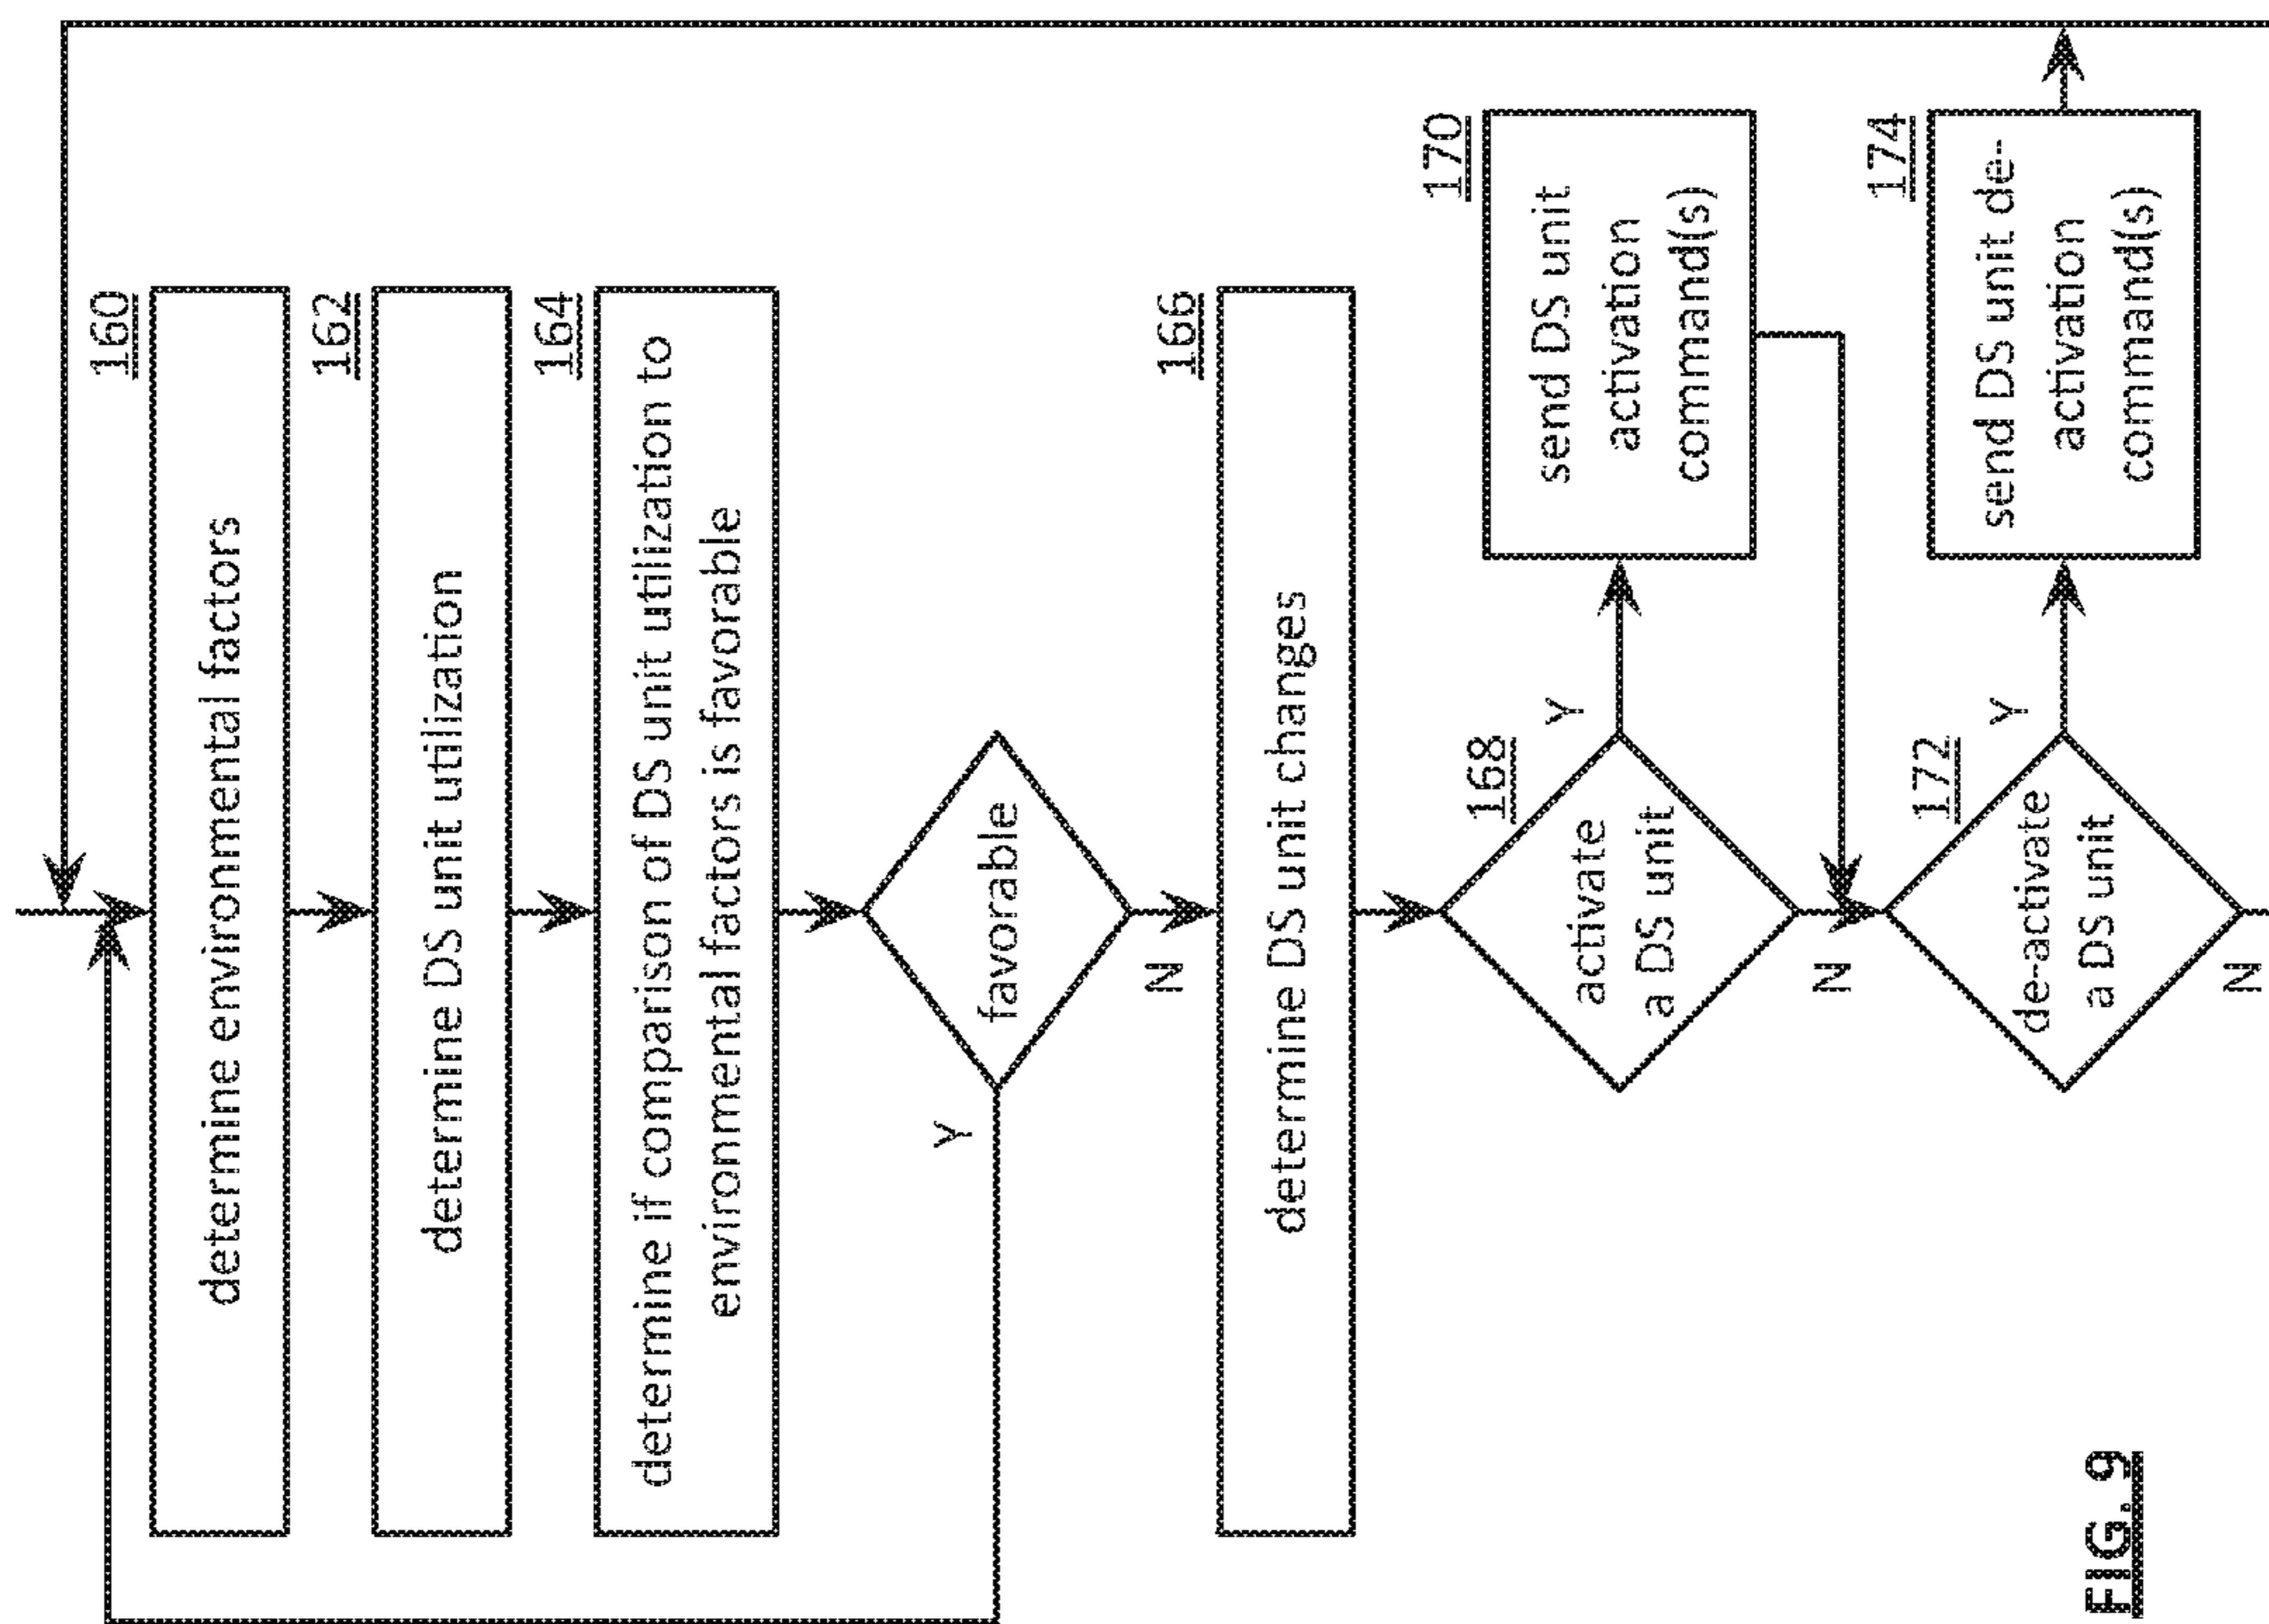 160
determine environmental factors
162
determine DS unit utilization
164
determine if comparison of DS unit utilization to
environmental factors is favorable
favorable
Y
N
166
determine DS unit changes
168
activate
a DS unit
Y
N
170
send DS unit
activation
command(s)
172
de-activate
a DS unit
Y
N
174
send DS unit de-
activation
command(s)
FIG. 9